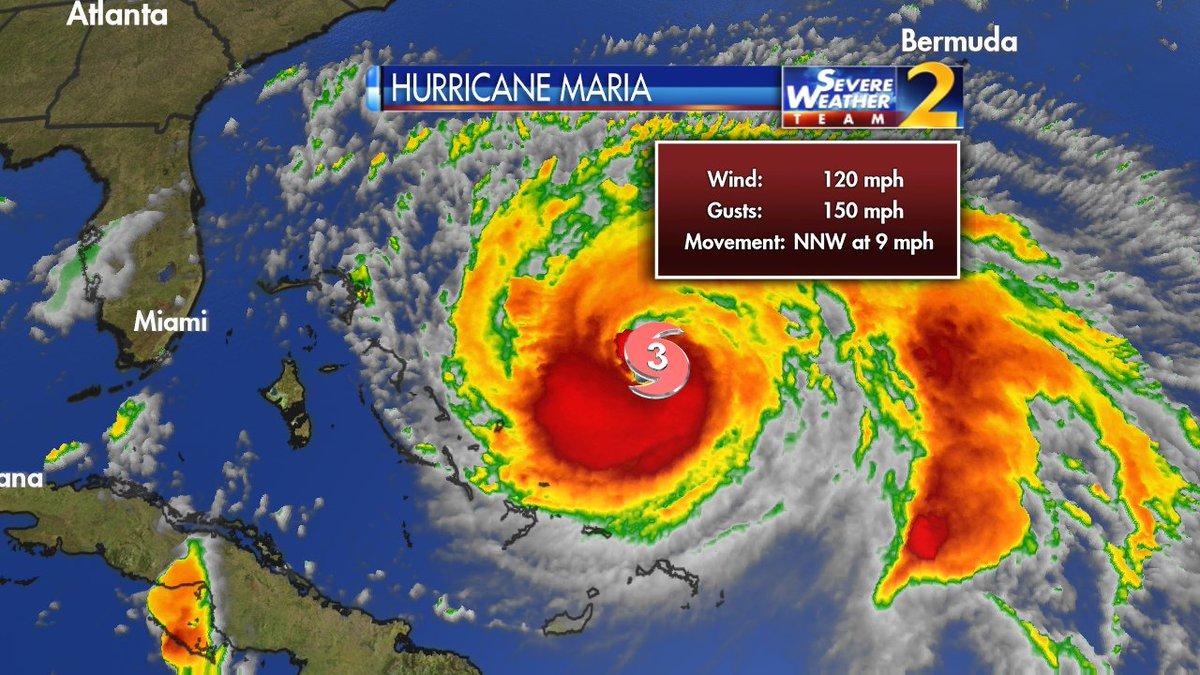 Atlanta
Bermuda
HURRICANE MARIA
SEVERE
WEATHER
TEAM
2
Wind: 120 mph
Gusts: 150 mph
Movement: NNW at 9 mph
Miami
3
ana